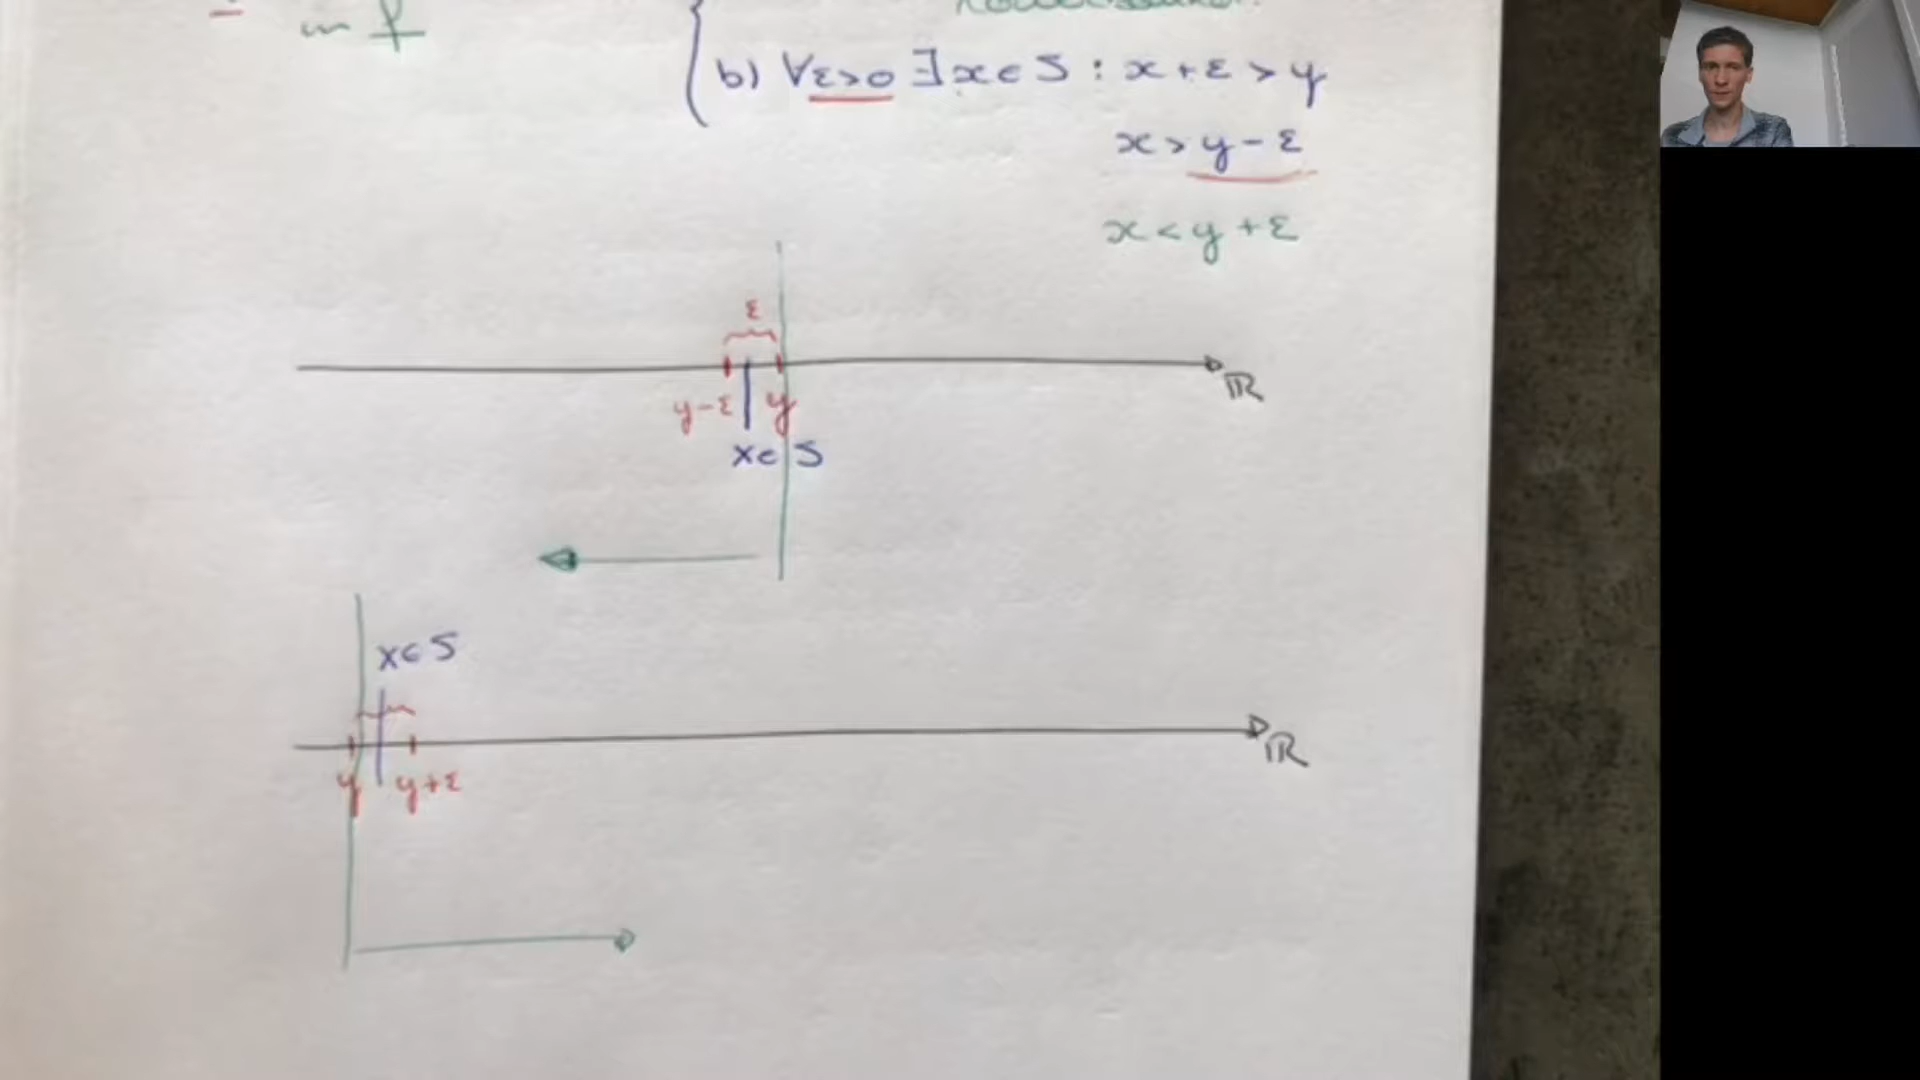 inf
b) ∀ε>0 ∃x∈S : x+ε>y
x>y-ε
x<y+ε
ε
ℝ
y-ε y
x∈S
x∈S
ℝ
y y+ε